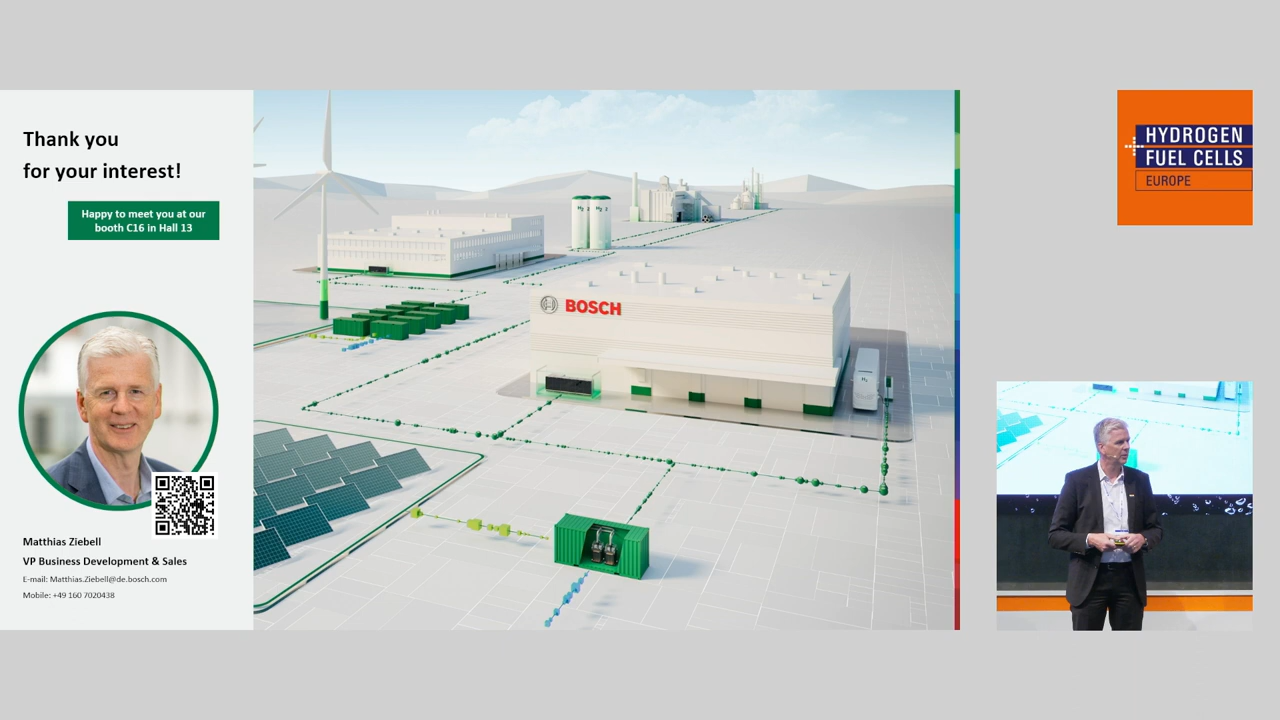 Thank you
for your interest!
Happy to meet you at our
booth C16 in Hall 13
Matthias Ziebell
VP Business Development & Sales
E-mail: Matthias.Ziebell@de.bosch.com
Mobile: +49 160 7020438
H2
H2
BOSCH
H2
HYDROGEN
FUEL CELLS
EUROPE